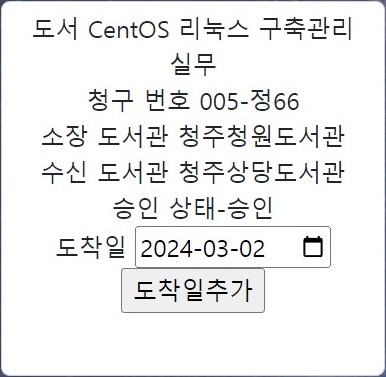 도서 CentOS 리눅스 구축관리
실무
청구 번호 005-정66
소장 도서관 청주청원도서관
수신 도서관 청주상당도서관
승인 상태-승인
도착일 2024-03-02
도착일추가